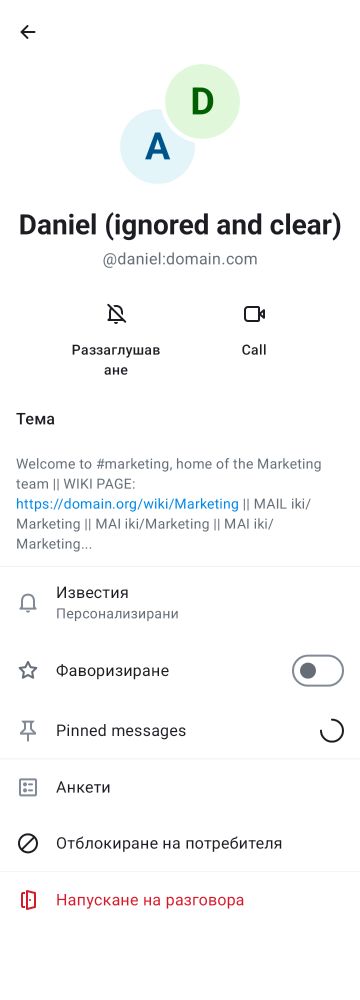 D
A
Daniel (ignored and clear)
@daniel:domain.com
Раззаглушав
ане
Call
Тема
Welcome to #marketing, home of the Marketing
team || WIKI PAGE:
https://domain.org/wiki/Marketing || MAIL iki/
Marketing || MAI iki/Marketing || MAI iki/
Marketing...
Известия
Персонализирани
Фаворизиране
Pinned messages
Анкети
Отблокиране на потребителя
Напускане на разговора